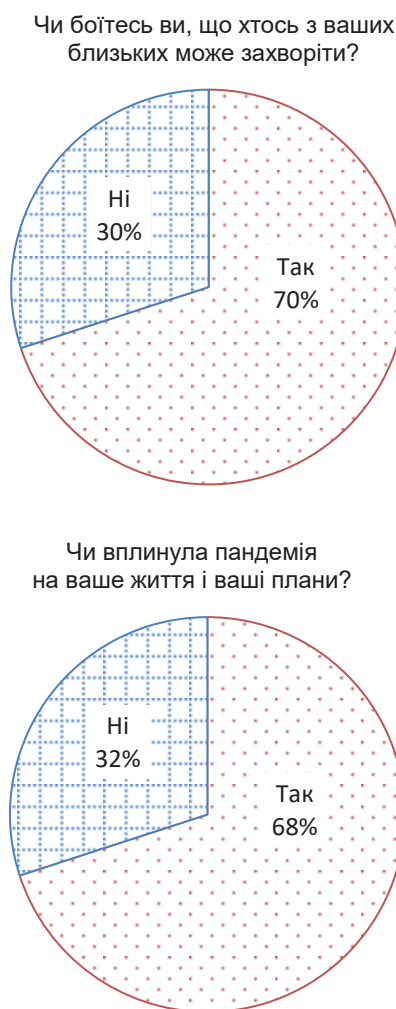 Чи боїтесь ви, що хтось з ваших
близьких може захворіти?
Ні
30%
Так
70%
Чи вплинула пандемія
на ваше життя і ваші плани?
Ні
32%
Так
68%